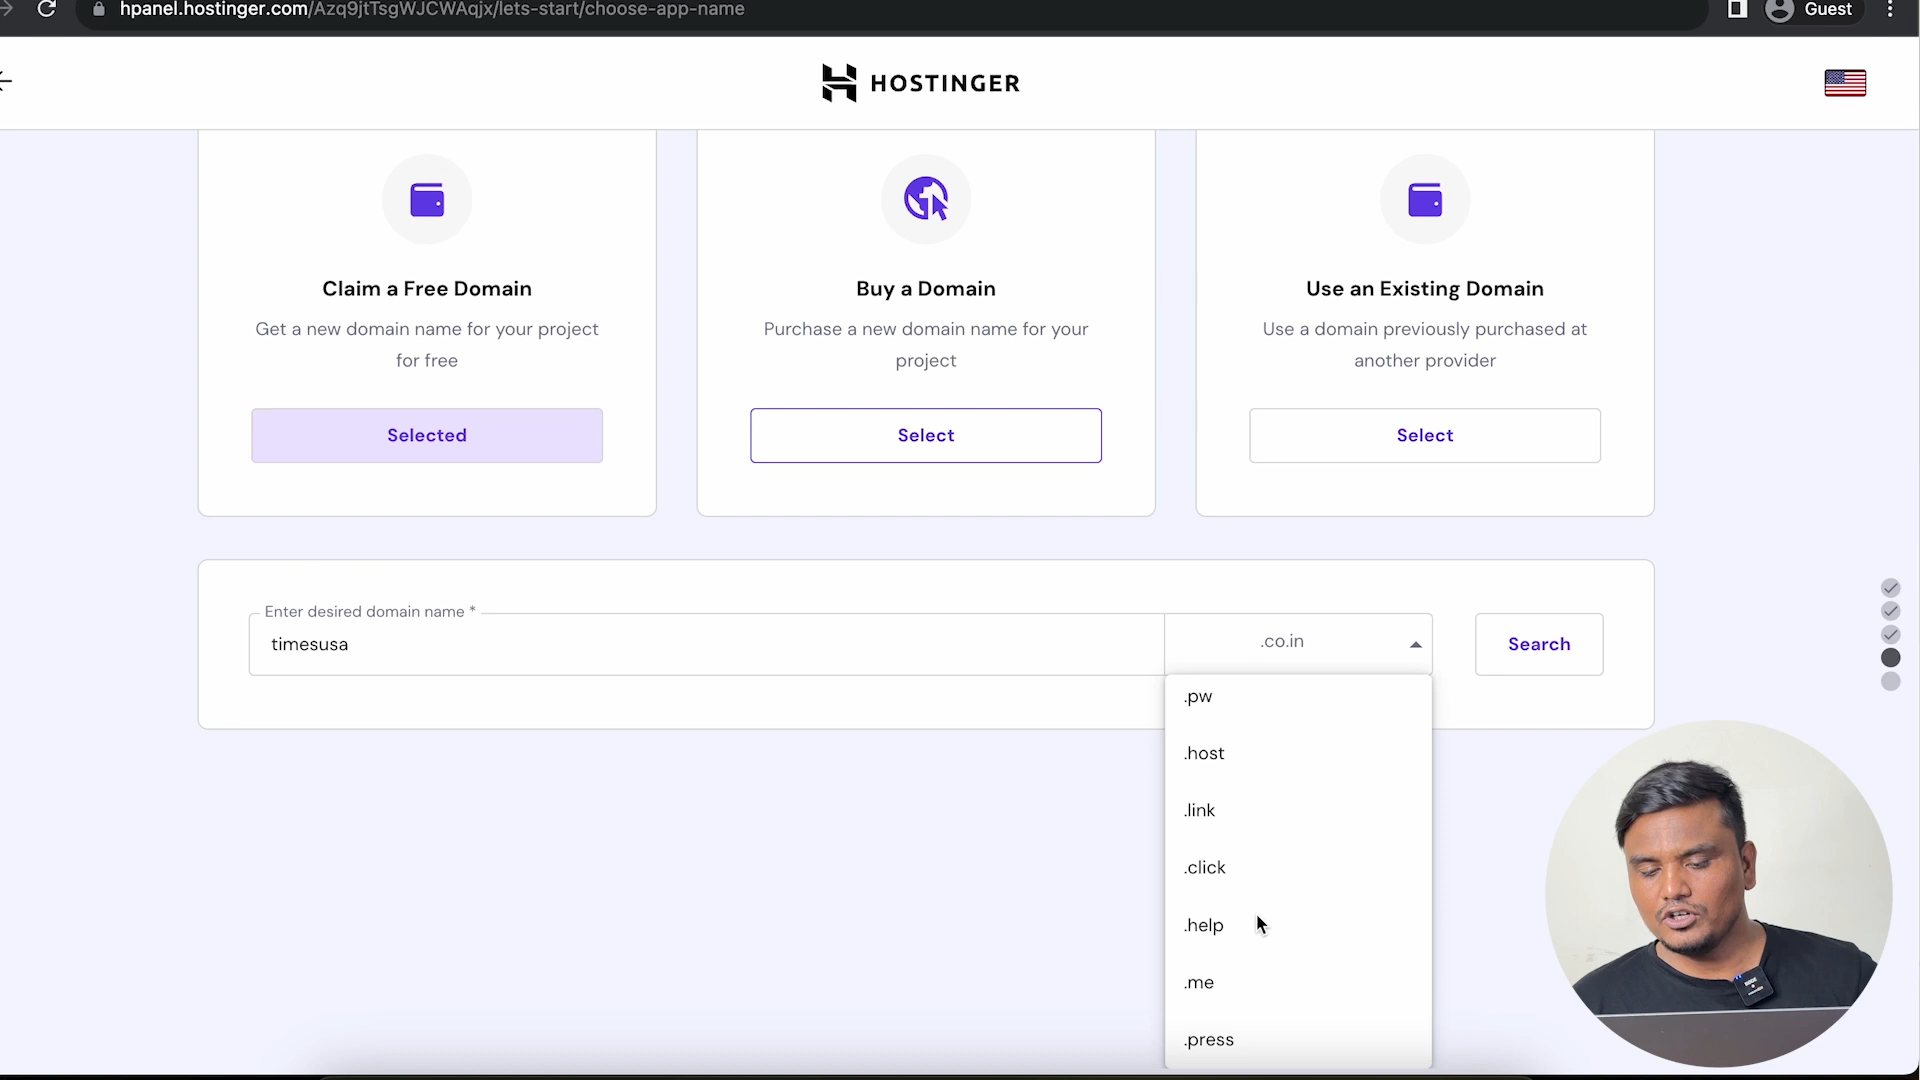 hpanel.hostinger.com/Azq9jtTsgWJCWAqjx/lets-start/choose-app-name
Guest
HOSTINGER
Claim a Free Domain
Get a new domain name for your project
for free
Selected
Buy a Domain
Purchase a new domain name for your
project
Select
Use an Existing Domain
Use a domain previously purchased at
another provider
Select
Enter desired domain name *
timesusa
.co.in
Search
.pw
.host
.link
.click
.help
.me
.press